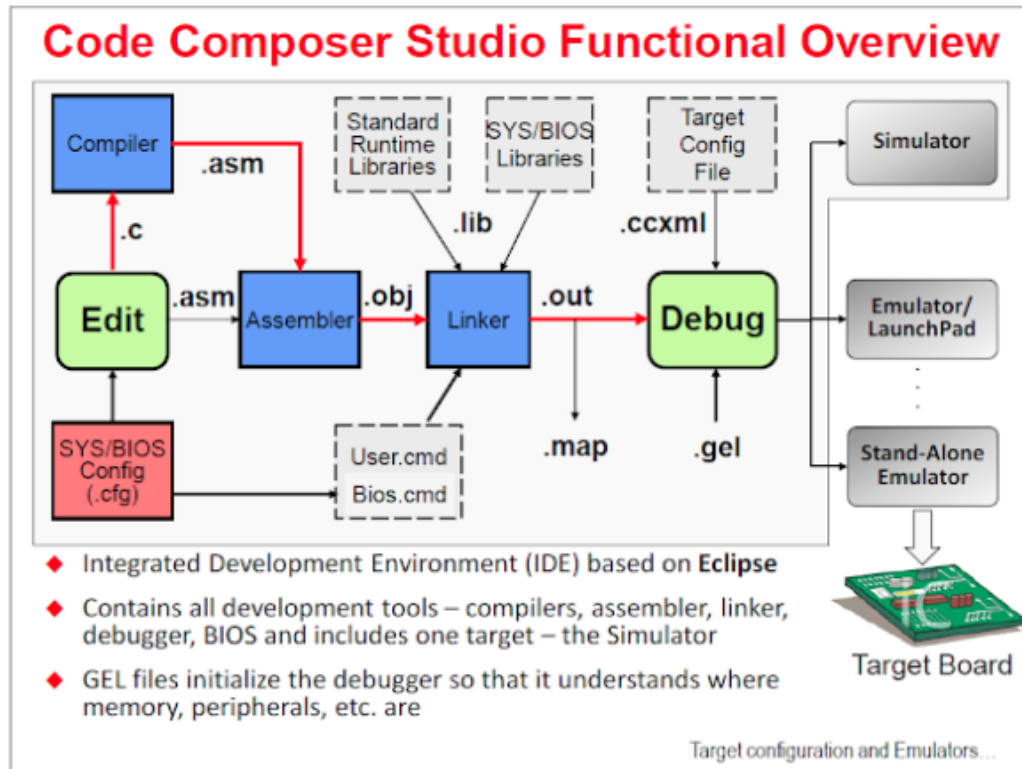 Code Composer Studio Functional Overview
Compiler
.asm
Standard
Runtime
Libraries
SYS/BIOS
Libraries
Target
Config
File
Simulator
.c
.lib
.ccxml
Edit
.asm
Assembler
.obj
Linker
.out
Debug
Emulator/
LaunchPad
SYS/BIOS
Config
(.cfg)
User.cmd
Bios.cmd
.map
.gel
Stand-Alone
Emulator
◆ Integrated Development Environment (IDE) based on Eclipse
◆ Contains all development tools – compilers, assembler, linker,
debugger, BIOS and includes one target – the Simulator
◆ GEL files initialize the debugger so that it understands where
memory, peripherals, etc. are
Target Board
Target configuration and Emulators...